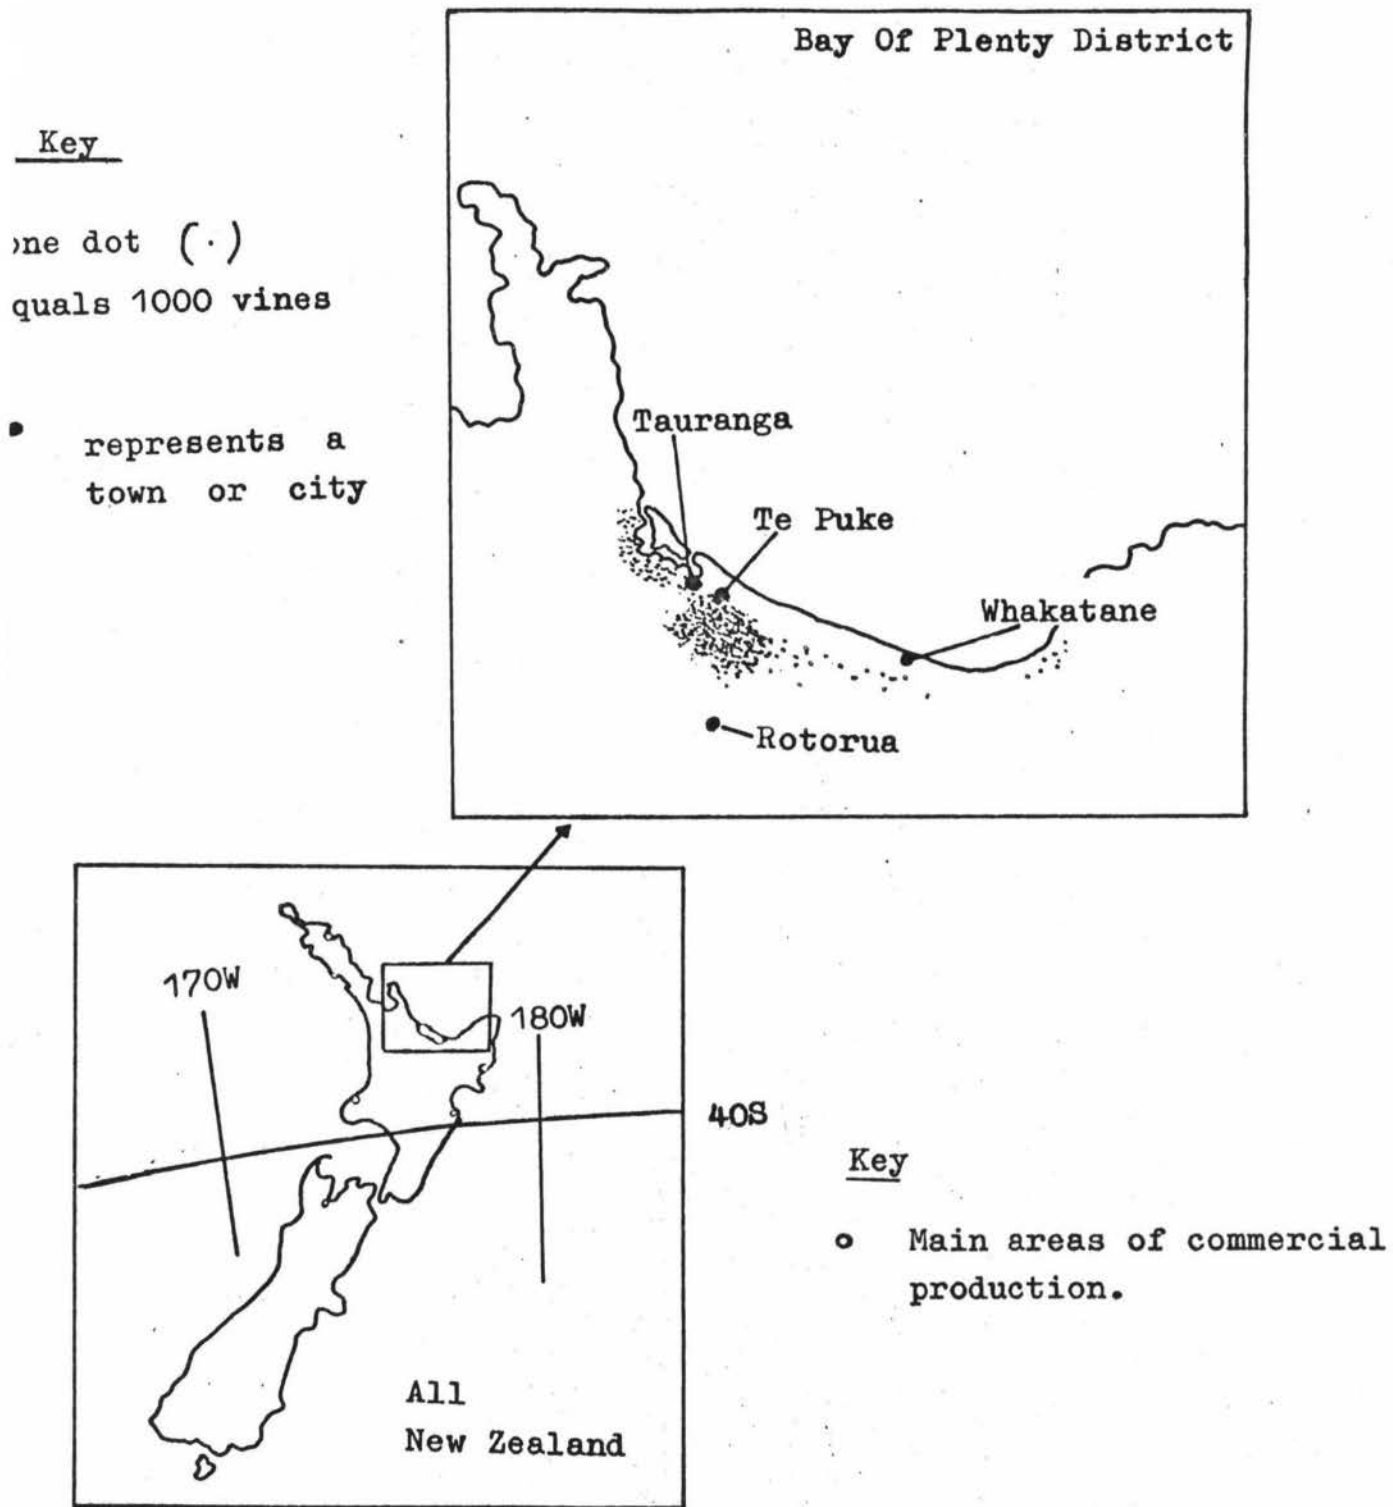 Bay Of Plenty District
Key
one dot (·)
quals 1000 vines
represents a
town or city
Tauranga
Te Puke
Whakatane
Rotorua
170W
180W
40S
Key
Main areas of commercial
production.
All
New Zealand